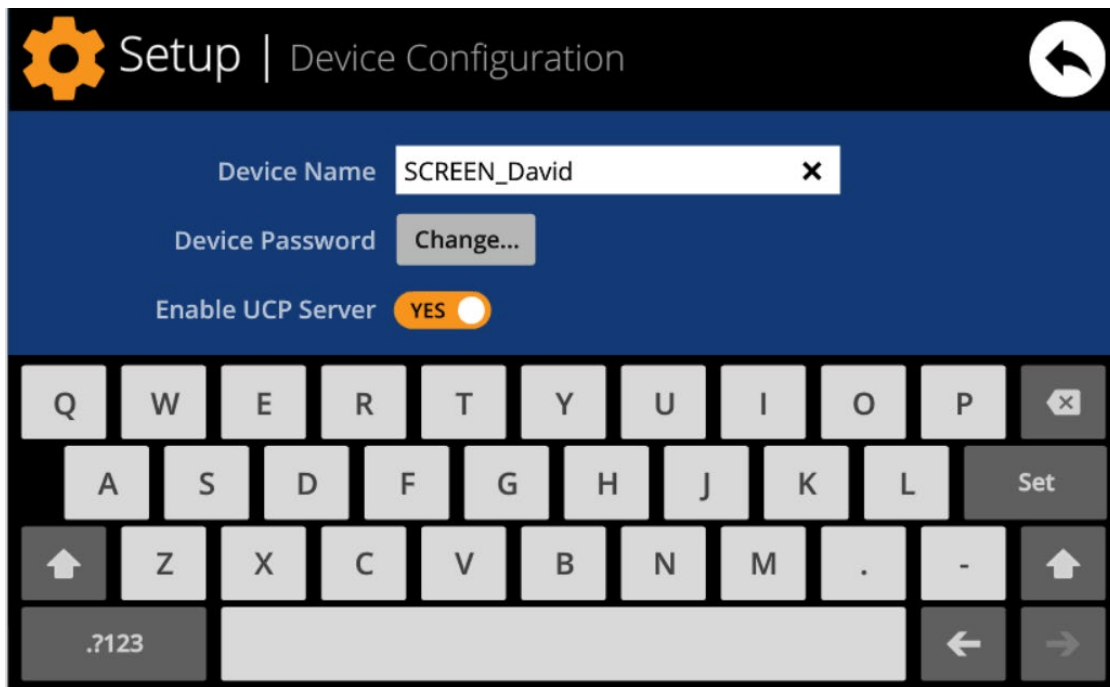 Setup | Device Configuration
Device Name SCREEN_David
Device Password Change...
Enable UCP Server YES
Q W E R T Y U I O P
A S D F G H J K L Set
Z X C V B N M . -
.?123